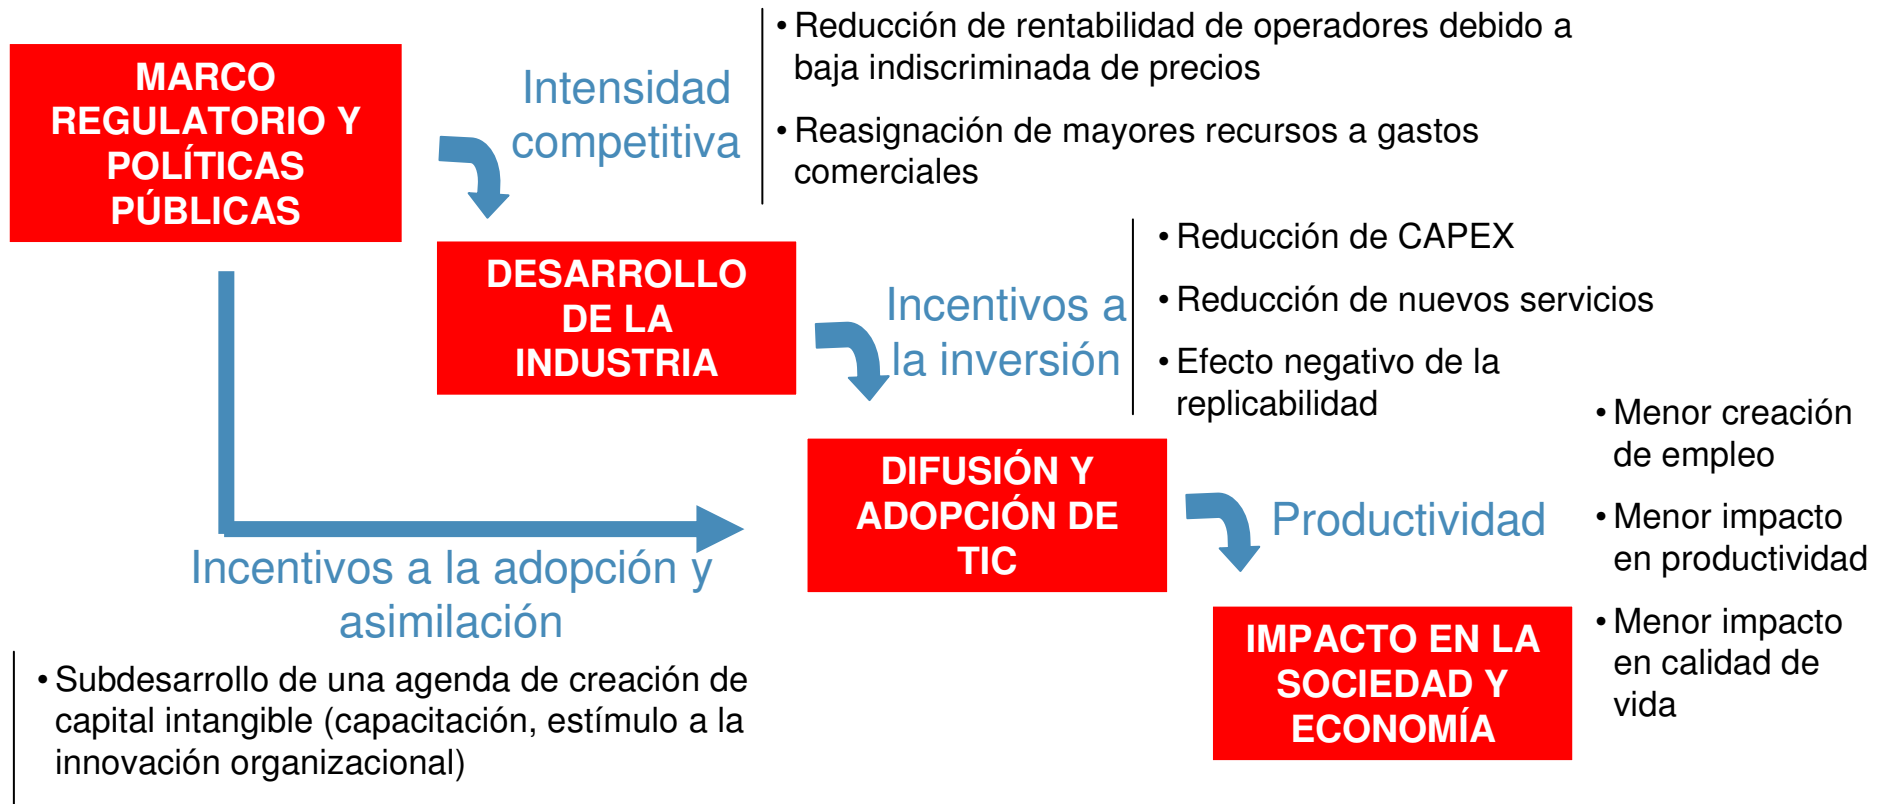 MARCO
REGULATORIO Y
POLÍTICAS
PÚBLICAS
Intensidad
competitiva
• Reducción de rentabilidad de operadores debido a
baja indiscriminada de precios
• Reasignación de mayores recursos a gastos
comerciales
DESARROLLO
DE LA
INDUSTRIA
Incentivos a
la inversión
• Reducción de CAPEX
• Reducción de nuevos servicios
• Efecto negativo de la
replicabilidad
DIFUSIÓN Y
ADOPCIÓN DE
TIC
Productividad
• Menor creación
de empleo
• Menor impacto
en productividad
• Menor impacto
en calidad de
vida
Incentivos a la adopción y
asimilación
• Subdesarrollo de una agenda de creación de
capital intangible (capacitación, estímulo a la
innovación organizacional)
IMPACTO EN LA
SOCIEDAD Y
ECONOMÍA